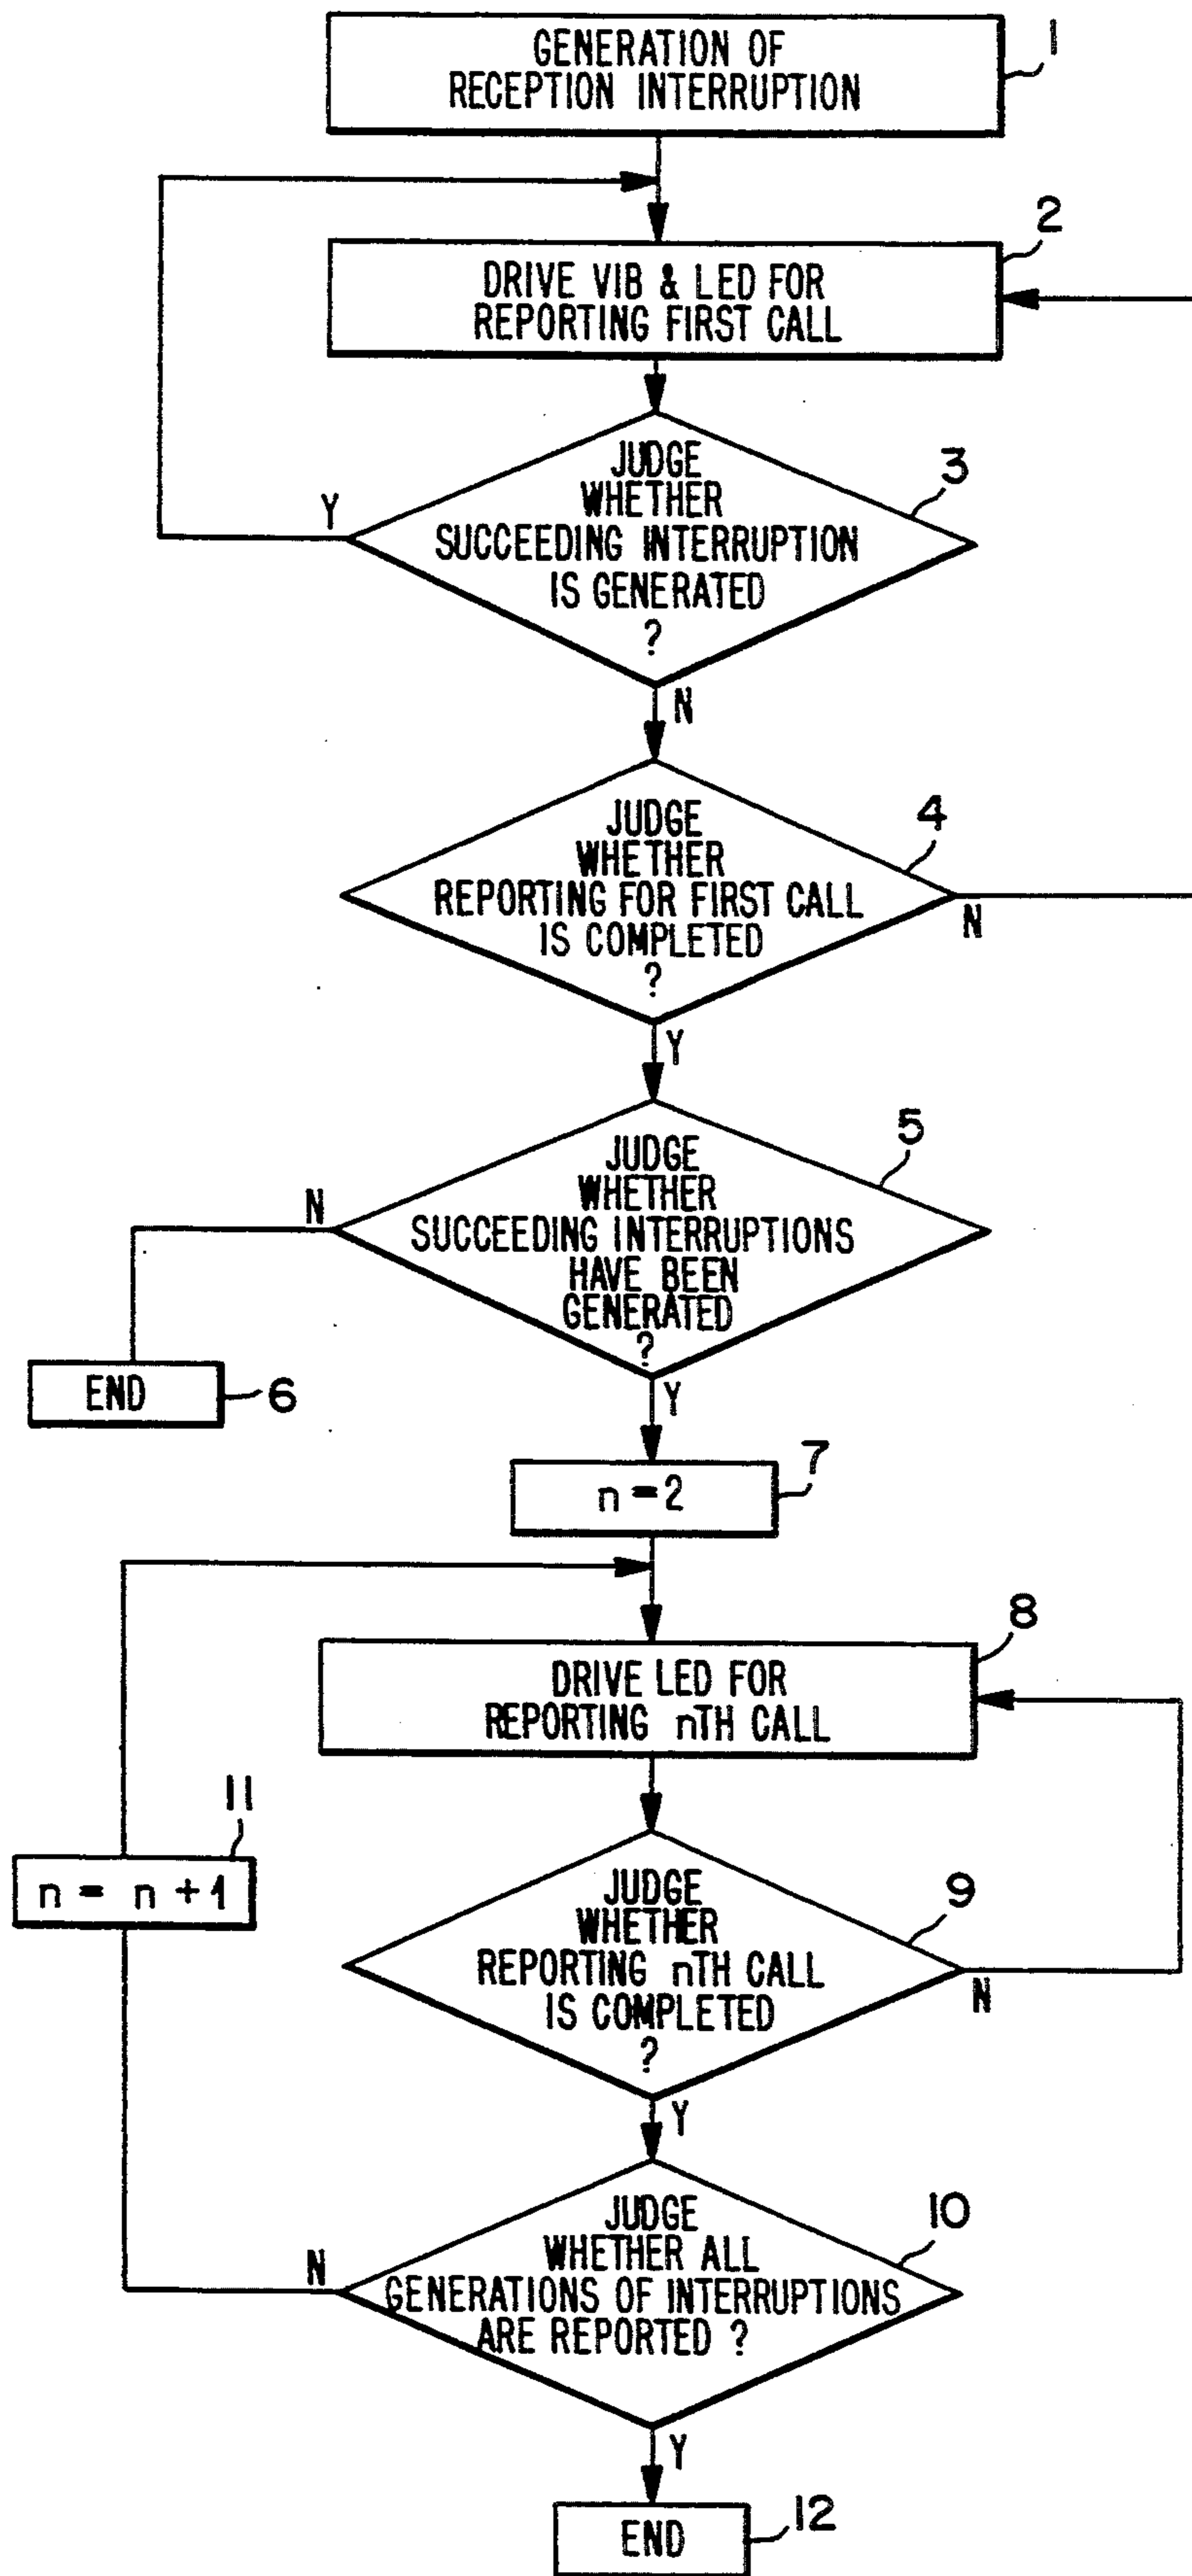 GENERATION OF
RECEPTION INTERRUPTION
1
DRIVE VIB & LED FOR
REPORTING FIRST CALL
2
JUDGE
WHETHER
SUCCEEDING INTERRUPTION
IS GENERATED
?
3
Y
N
JUDGE
WHETHER
REPORTING FOR FIRST CALL
IS COMPLETED
?
4
N
Y
JUDGE
WHETHER
SUCCEEDING INTERRUPTIONS
HAVE BEEN
GENERATED
?
5
N
END
6
Y
n = 2
7
DRIVE LED FOR
REPORTING nTH CALL
8
11
n = n + 1
JUDGE
WHETHER
REPORTING nTH CALL
IS COMPLETED
?
9
N
Y
JUDGE
WHETHER ALL
GENERATIONS OF INTERRUPTIONS
ARE REPORTED ?
10
N
Y
END
12